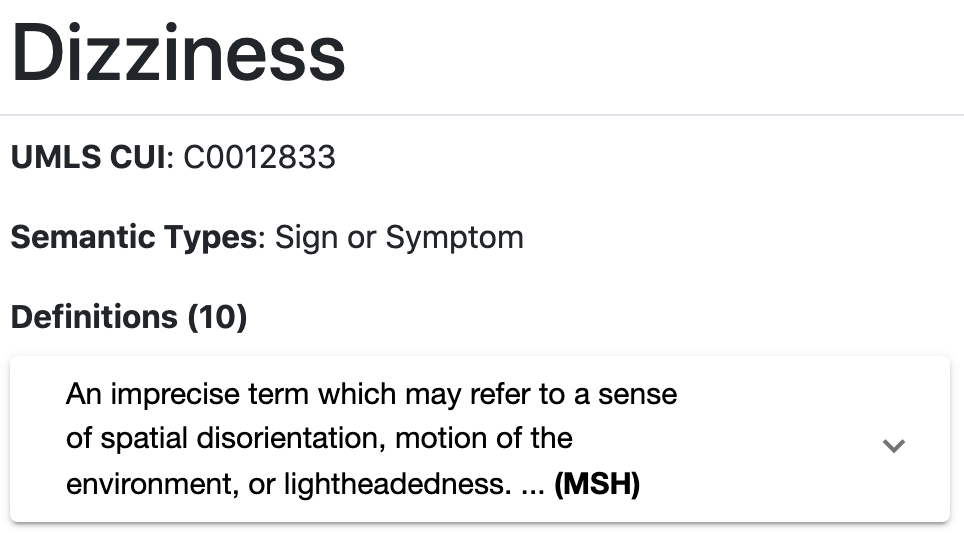 Dizziness
UMLS CUI: C0012833
Semantic Types: Sign or Symptom
Definitions (10)
An imprecise term which may refer to a sense
of spatial disorientation, motion of the
environment, or lightheadedness. ... (MSH)